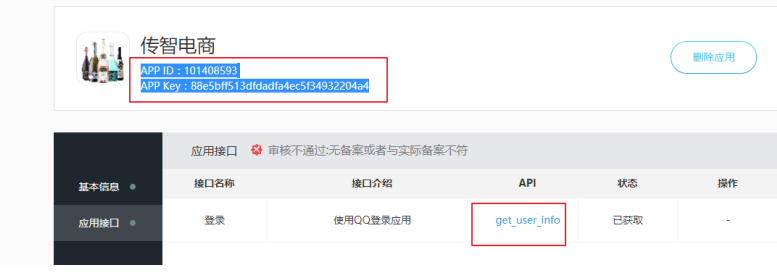 传智电商
APP ID：101408593
APP Key：88e5bff513dfdadfa4ec5f34932204a4
删除应用
应用接口 审核不通过:无备案或者与实际备案不符
基本信息
接口名称 接口介绍 API 状态 操作
应用接口
登录 使用QQ登录应用 get_user_info 已获取 -